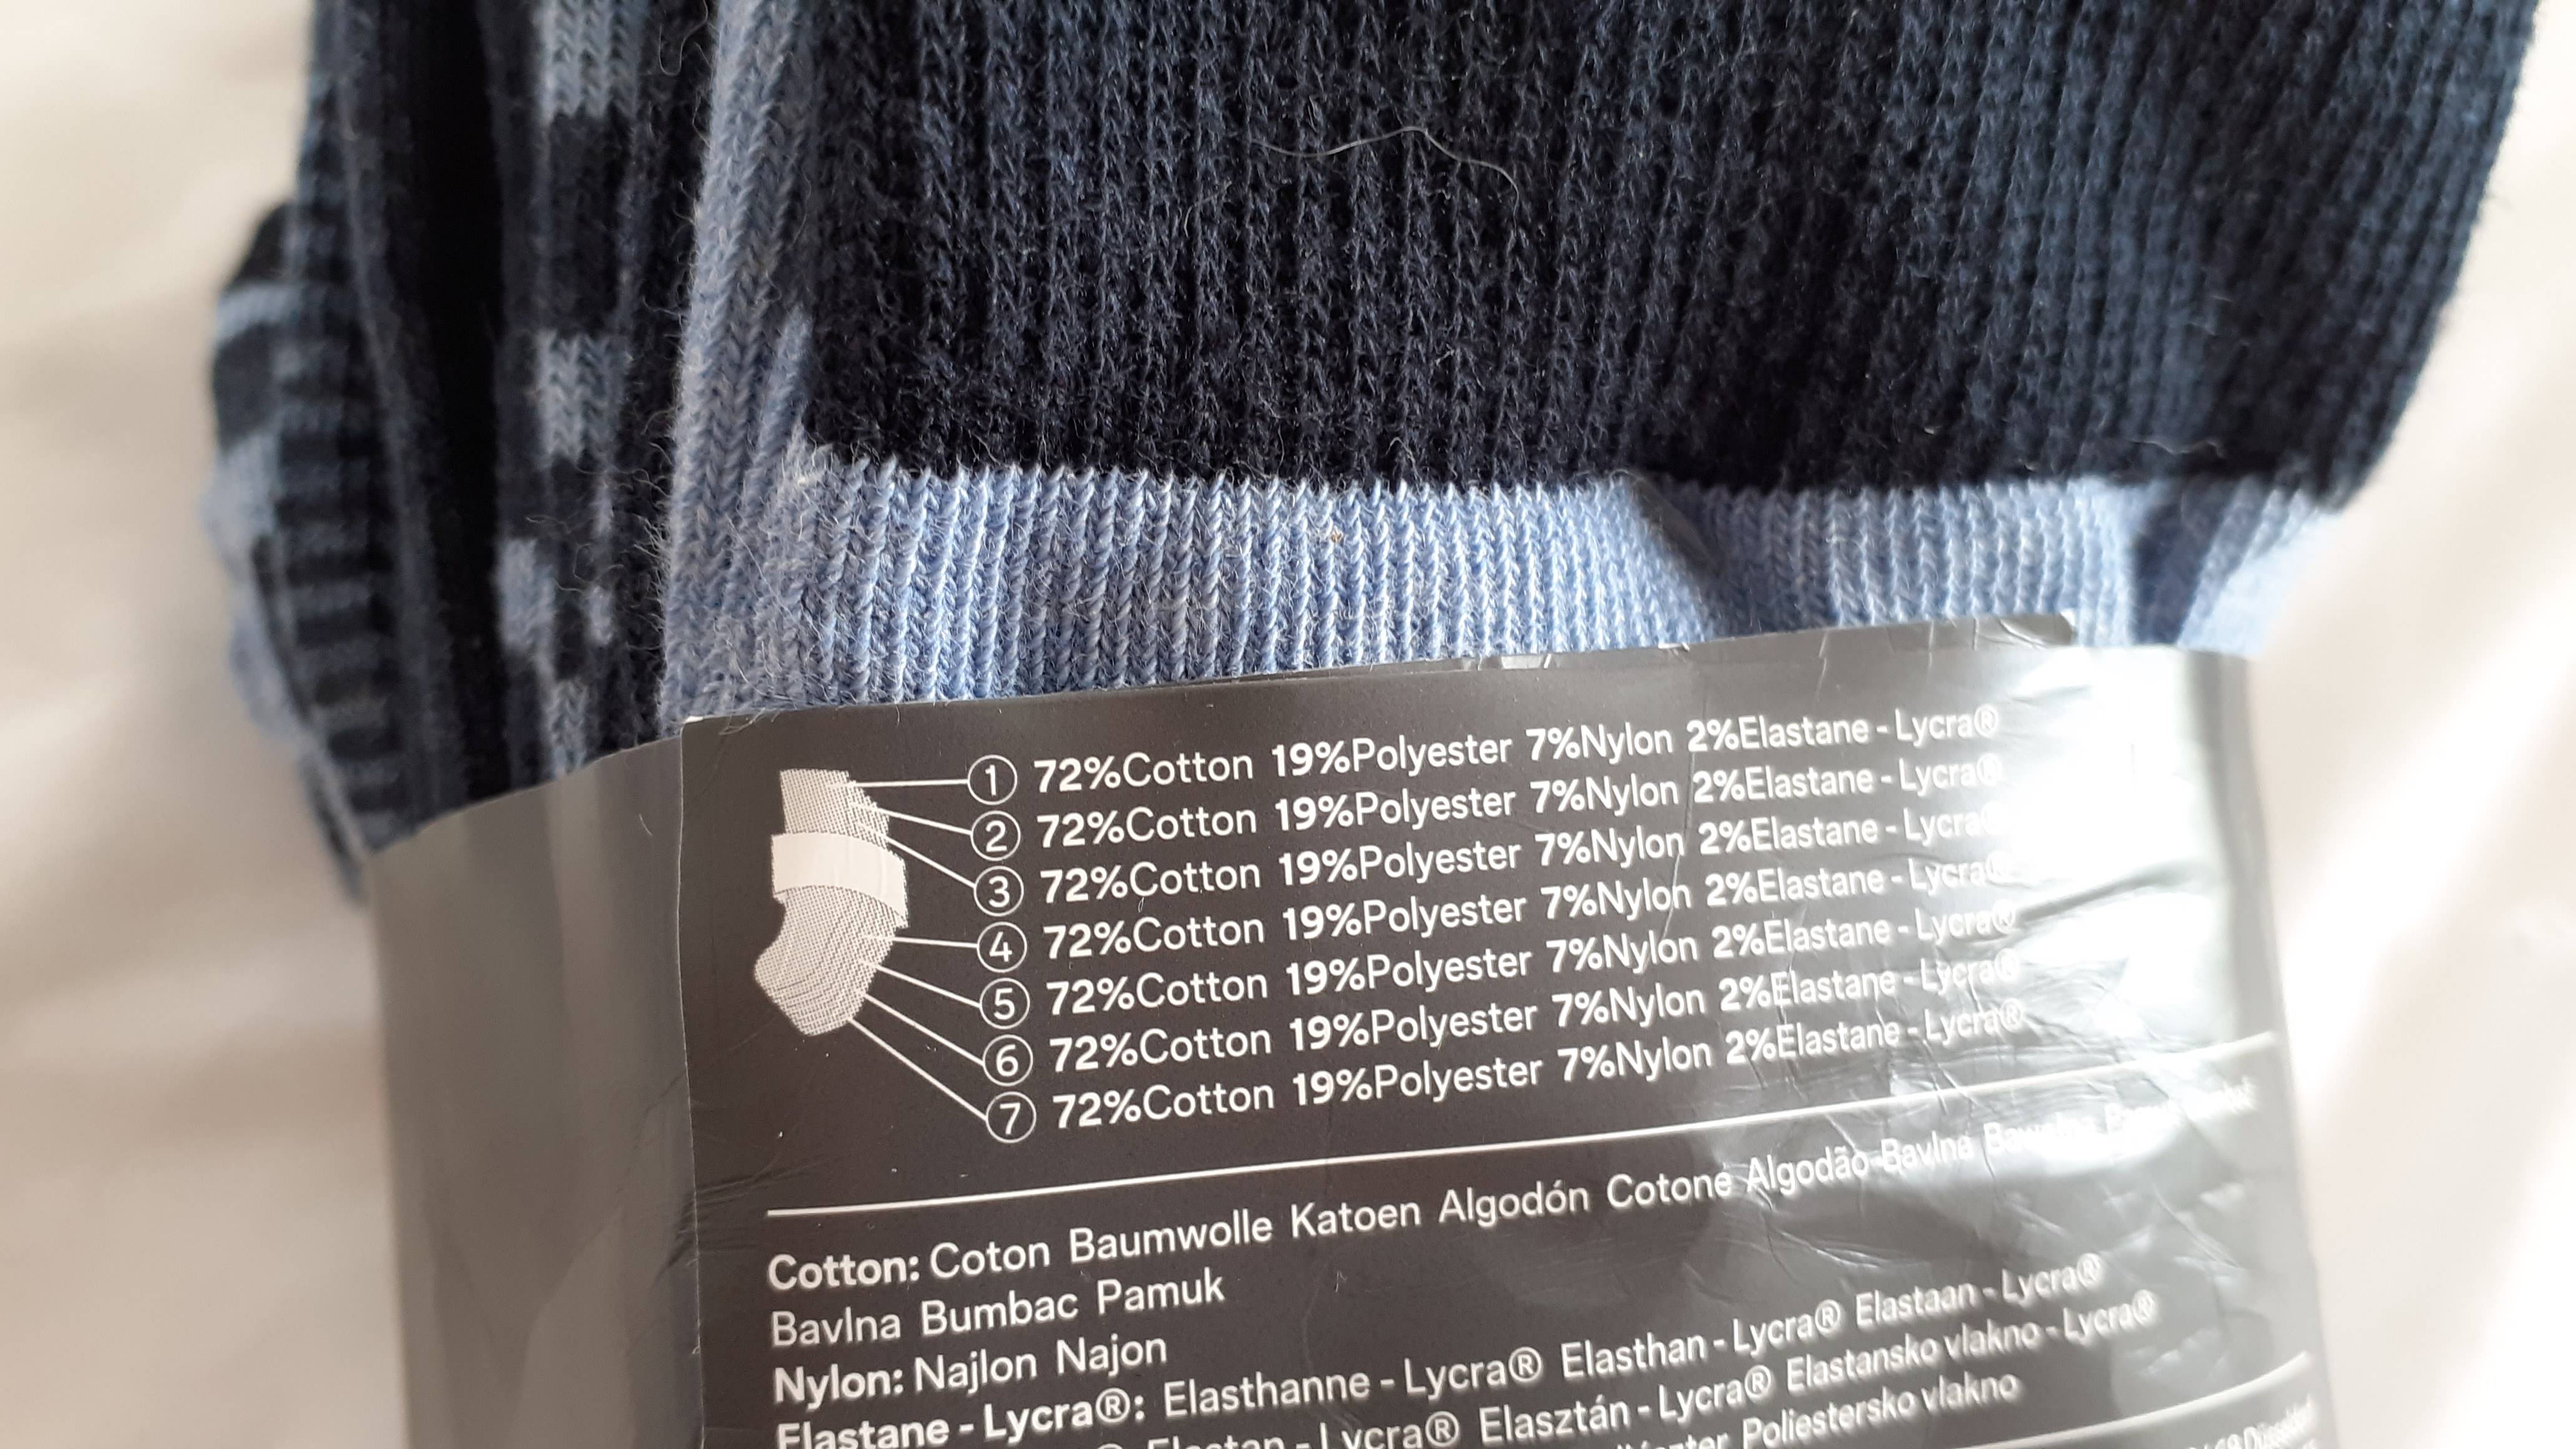 ① 72%Cotton 19%Polyester 7%Nylon 2%Elastane - Lycra®
② 72%Cotton 19%Polyester 7%Nylon 2%Elastane - Lycra®
③ 72%Cotton 19%Polyester 7%Nylon 2%Elastane - Lycra®
④ 72%Cotton 19%Polyester 7%Nylon 2%Elastane - Lycra®
⑤ 72%Cotton 19%Polyester 7%Nylon 2%Elastane - Lycra®
⑥ 72%Cotton 19%Polyester 7%Nylon 2%Elastane - Lycra®
⑦ 72%Cotton 19%Polyester 7%Nylon 2%Elastane - Lycra®
Cotton: Coton Baumwolle Katoen Algodón Cotone Algodão Bavlna
Bavlna Bumbac Pamuk
Nylon: Najlon Najon
Elastane - Lycra®: Elasthanne - Lycra® Elasthan - Lycra® Elastaan - Lycra®
Elastan - Lycra® Elasztán - Lycra® Elastansko vlakno - Lycra®
Poliestersko vlakno
Düsseldorf